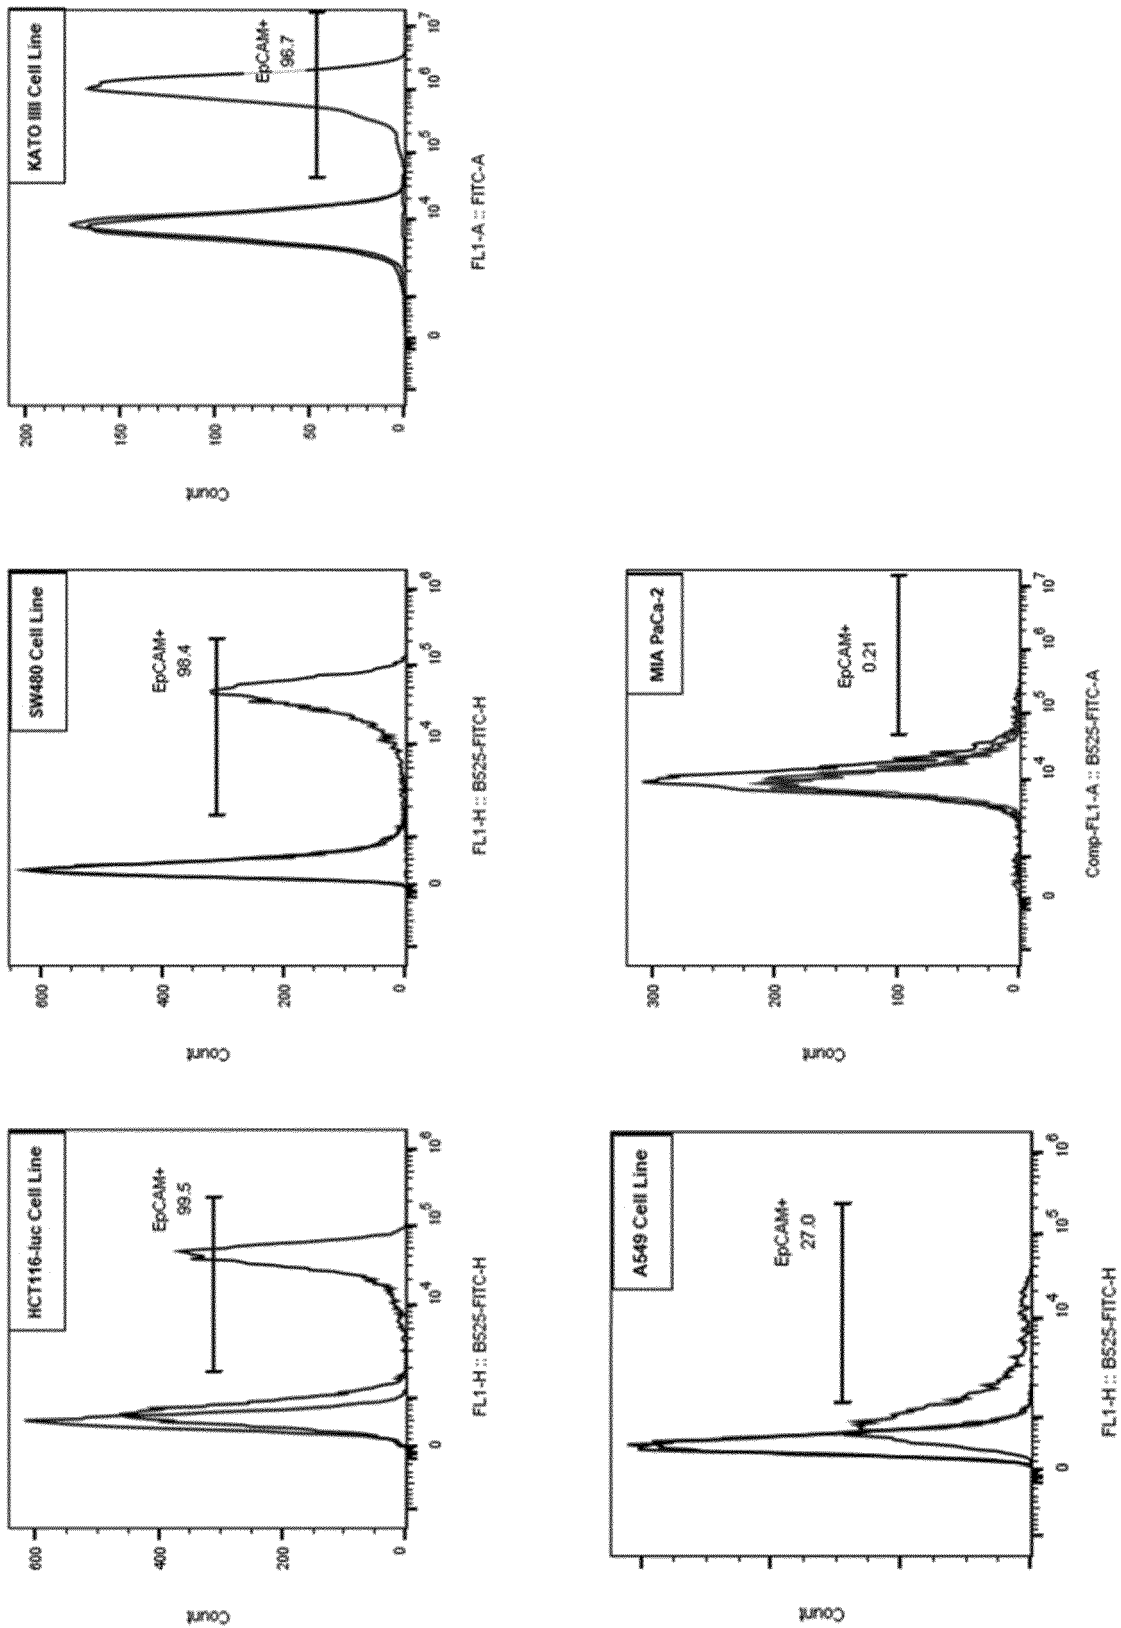 HCT116-luc Cell Line
EpCAM+
99.5
Count
600
400
200
0
0
10^4
10^5
10^6
FL1-H :: B525-FITC-H
SW480 Cell Line
EpCAM+
98.4
Count
600
400
200
0
0
10^4
10^5
10^6
FL1-H :: B525-FITC-H
KATO IIII Cell Line
EpCAM+
96.7
Count
200
150
100
50
0
0
10^4
10^5
10^6
10^7
FL1-A :: FITC-A
A549 Cell Line
EpCAM+
27.0
Count
0
10^4
10^5
10^6
FL1-H :: B525-FITC-H
MIA PaCa-2
EpCAM+
0.21
Count
300
200
100
0
0
10^4
10^5
10^6
10^7
Comp-FL1-A :: B525-FITC-A